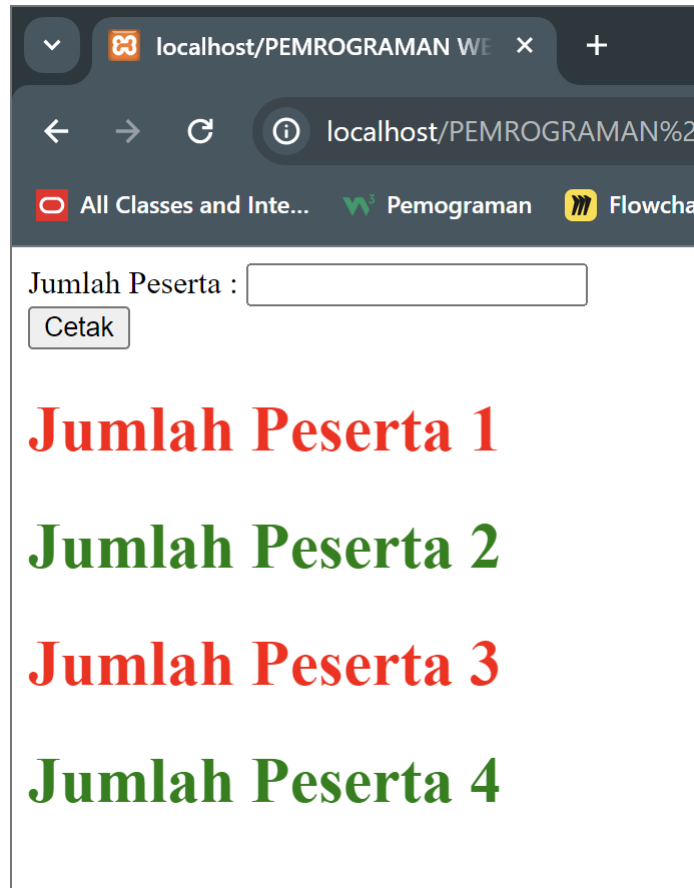 localhost/PEMROGRAMAN WE
localhost/PEMROGRAMAN%2
All Classes and Inte... Pemograman Flowcha
Jumlah Peserta :
Cetak
Jumlah Peserta 1
Jumlah Peserta 2
Jumlah Peserta 3
Jumlah Peserta 4